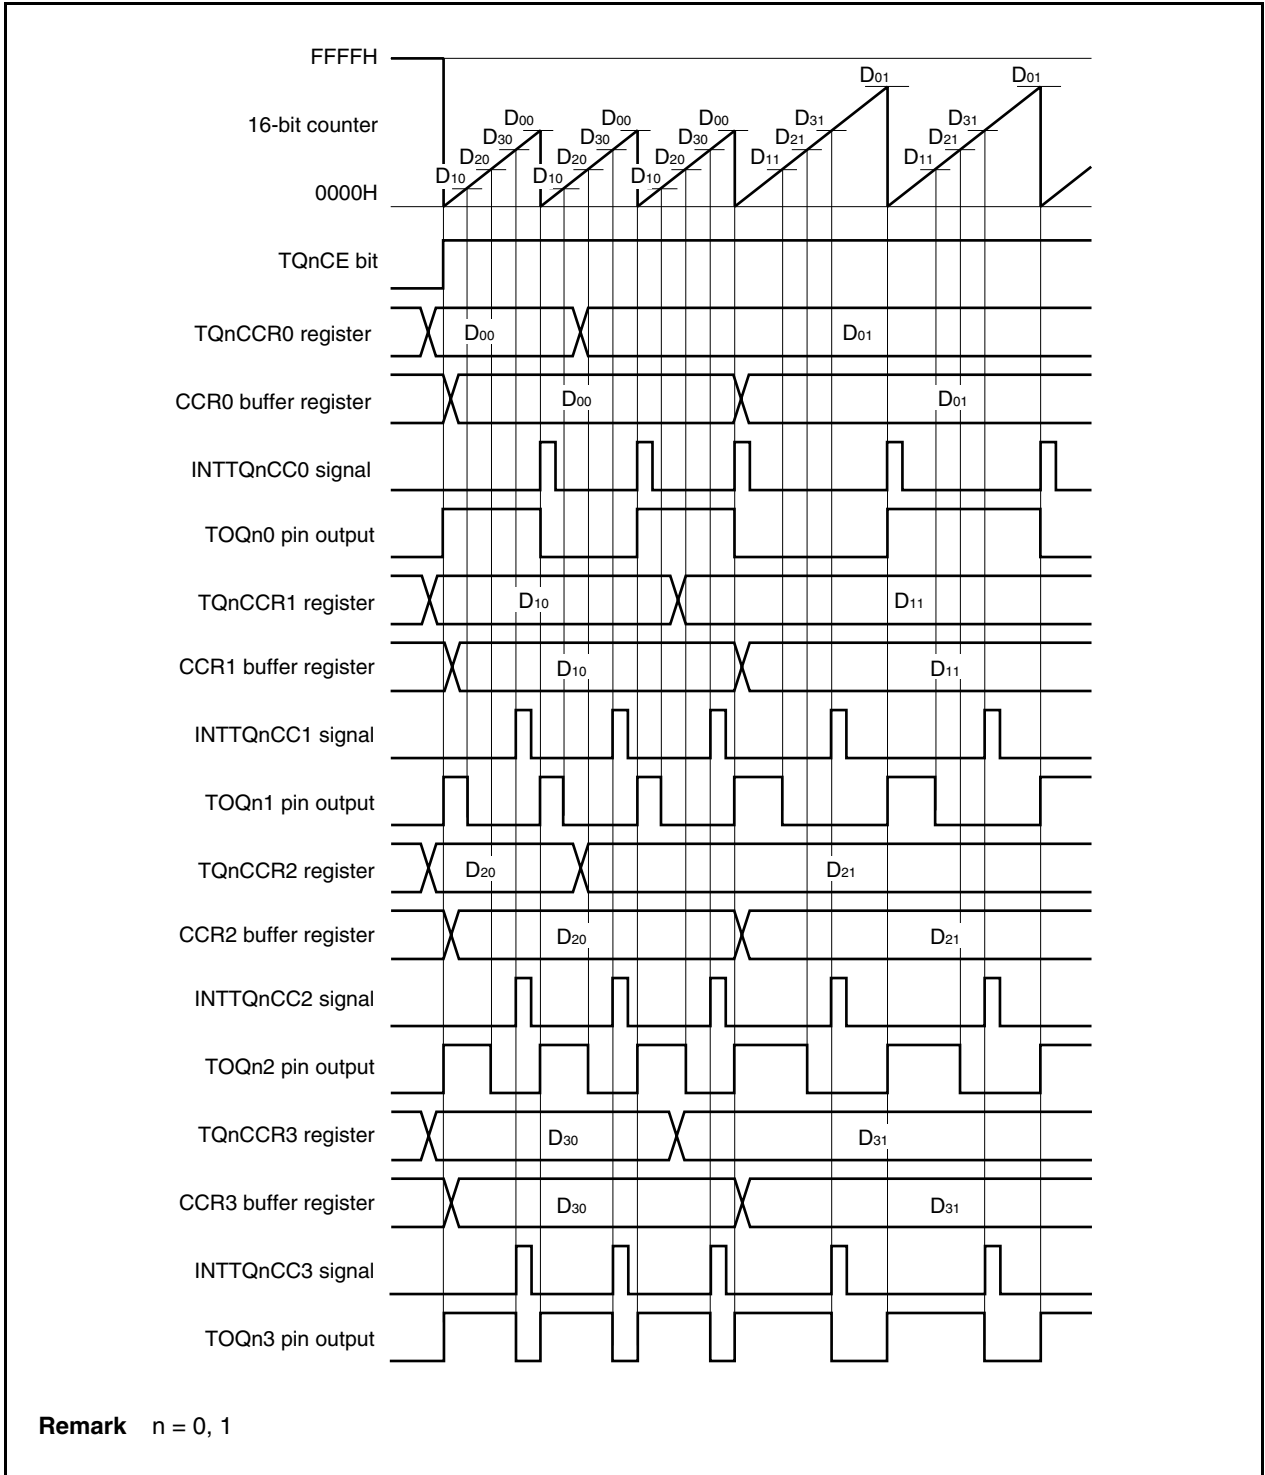 FFFFH
D01 D01
16-bit counter
D00 D00 D00 D31 D31
D30 D30 D30 D21 D21
D20 D20 D20 D11 D11
D10 D10 D10
0000H
TQnCE bit
TQnCCR0 register D00 D01
CCR0 buffer register D00 D01
INTTQnCC0 signal
TOQn0 pin output
TQnCCR1 register D10 D11
CCR1 buffer register D10 D11
INTTQnCC1 signal
TOQn1 pin output
TQnCCR2 register D20 D21
CCR2 buffer register D20 D21
INTTQnCC2 signal
TOQn2 pin output
TQnCCR3 register D30 D31
CCR3 buffer register D30 D31
INTTQnCC3 signal
TOQn3 pin output
Remark n = 0, 1